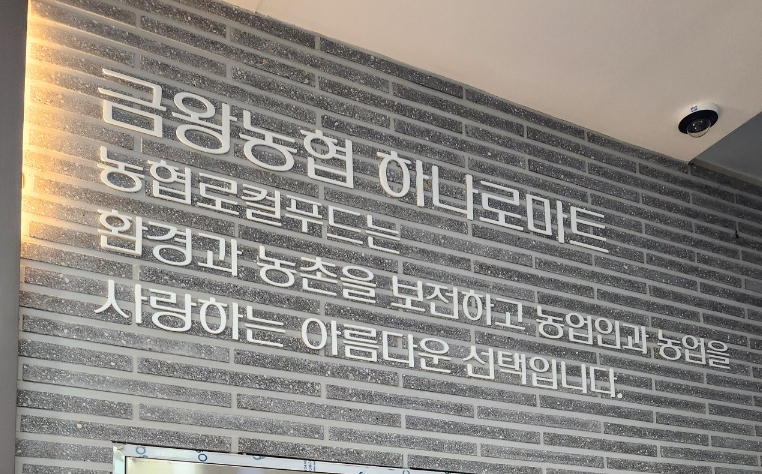 금왕농협 하나로마트
농협로컬푸드는
환경과 농촌을 보전하고 농업인과 농업을
사랑하는 아름다운 선택입니다.